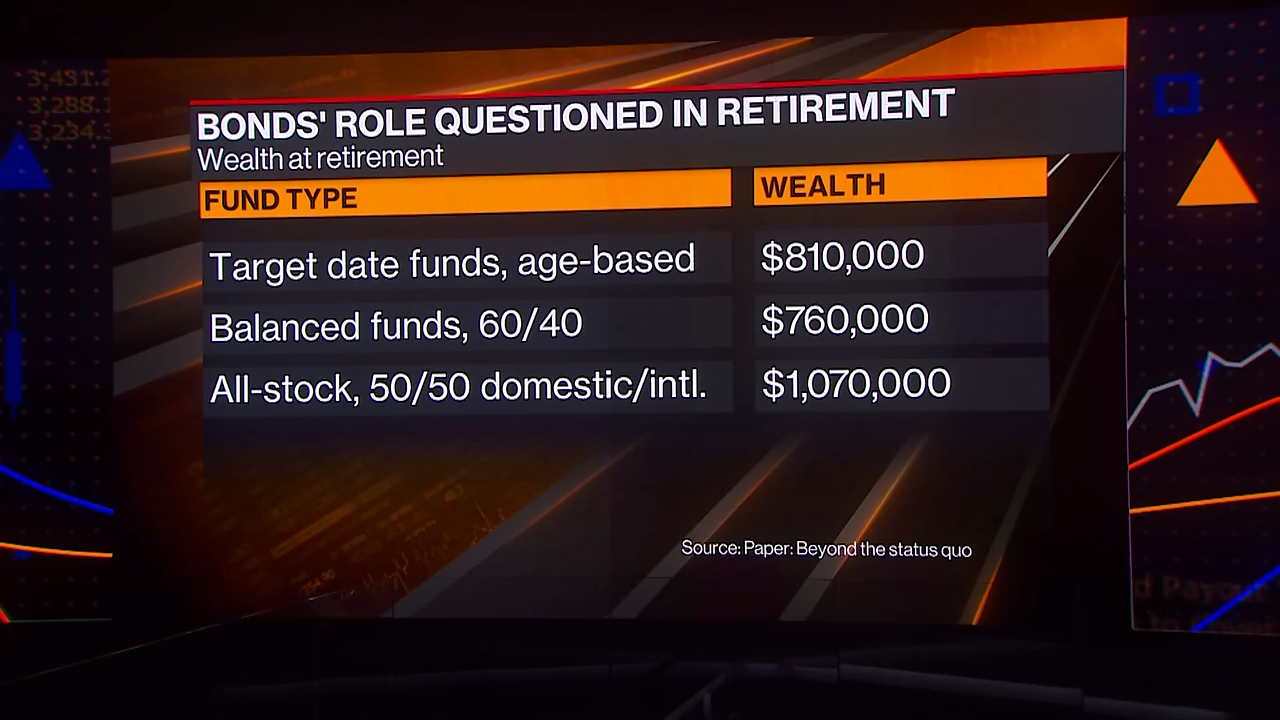 BONDS' ROLE QUESTIONED IN RETIREMENT
Wealth at retirement
FUND TYPE WEALTH
Target date funds, age-based $810,000
Balanced funds, 60/40 $760,000
All-stock, 50/50 domestic/intl. $1,070,000
Source: Paper: Beyond the status quo